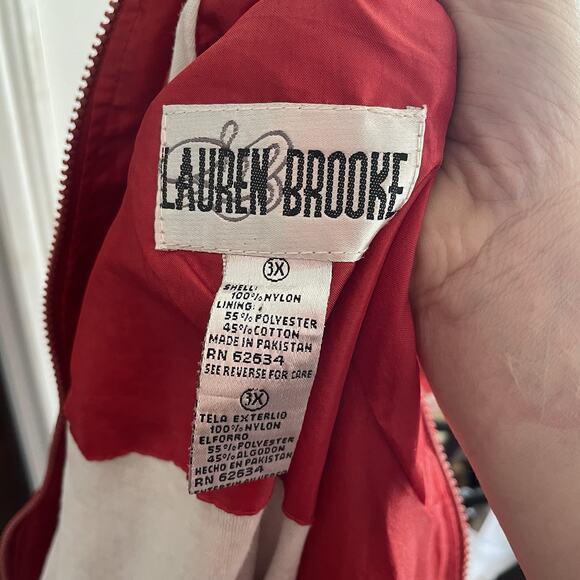 LAUREN BROOKE
3X
SHELL:
100% NYLON
LINING:
55% POLYESTER
45% COTTON
MADE IN PAKISTAN
RN 62634
SEE REVERSE FOR CARE
3X
TELA EXTERLIO
100% NYLON
ELFORRO
55% POLYESTER
45% ALGODON
HECHO EN PAKISTAN
RN 62634